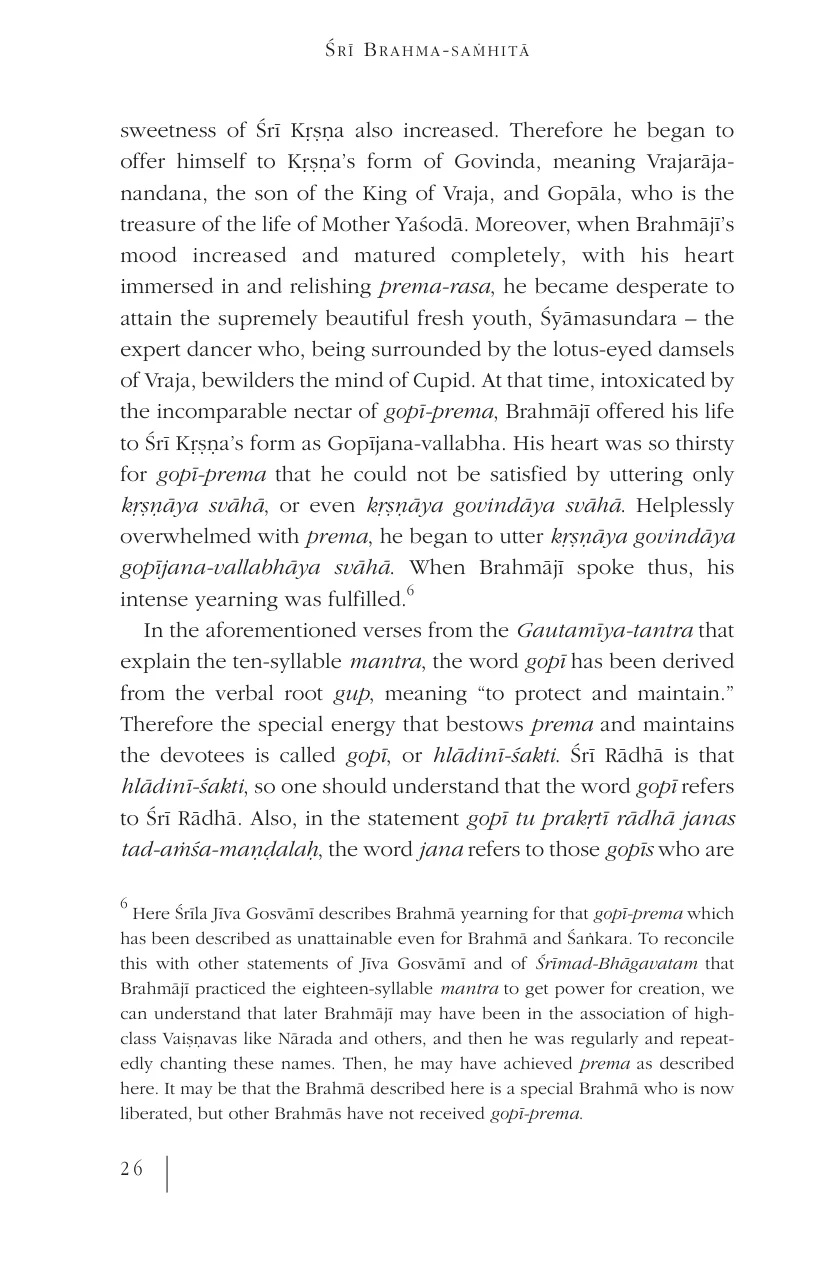 ŚRĪ BRAHMA-SAṀHITĀ
sweetness of Śrī Kṛṣṇa also increased. Therefore he began to
offer himself to Kṛṣṇa’s form of Govinda, meaning Vrajarāja-
nandana, the son of the King of Vraja, and Gopāla, who is the
treasure of the life of Mother Yaśodā. Moreover, when Brahmājī’s
mood increased and matured completely, with his heart
immersed in and relishing prema-rasa, he became desperate to
attain the supremely beautiful fresh youth, Śyāmasundara – the
expert dancer who, being surrounded by the lotus-eyed damsels
of Vraja, bewilders the mind of Cupid. At that time, intoxicated by
the incomparable nectar of gopī-prema, Brahmājī offered his life
to Śrī Kṛṣṇa’s form as Gopījana-vallabha. His heart was so thirsty
for gopī-prema that he could not be satisfied by uttering only
kṛṣṇāya svāhā, or even kṛṣṇāya govindāya svāhā. Helplessly
overwhelmed with prema, he began to utter kṛṣṇāya govindāya
gopījana-vallabhāya svāhā. When Brahmājī spoke thus, his
intense yearning was fulfilled.6
In the aforementioned verses from the Gautamīya-tantra that
explain the ten-syllable mantra, the word gopī has been derived
from the verbal root gup, meaning “to protect and maintain.”
Therefore the special energy that bestows prema and maintains
the devotees is called gopī, or hlādinī-śakti. Śrī Rādhā is that
hlādinī-śakti, so one should understand that the word gopī refers
to Śrī Rādhā. Also, in the statement gopī tu prakṛtī rādhā janas
tad-aṁśa-maṇḍalaḥ, the word jana refers to those gopīs who are
6 Here Śrīla Jīva Gosvāmī describes Brahmā yearning for that gopī-prema which
has been described as unattainable even for Brahmā and Śaṅkara. To reconcile
this with other statements of Jīva Gosvāmī and of Śrīmad-Bhāgavatam that
Brahmājī practiced the eighteen-syllable mantra to get power for creation, we
can understand that later Brahmājī may have been in the association of high-
class Vaiṣṇavas like Nārada and others, and then he was regularly and repeat-
edly chanting these names. Then, he may have achieved prema as described
here. It may be that the Brahmā described here is a special Brahmā who is now
liberated, but other Brahmās have not received gopī-prema.
26